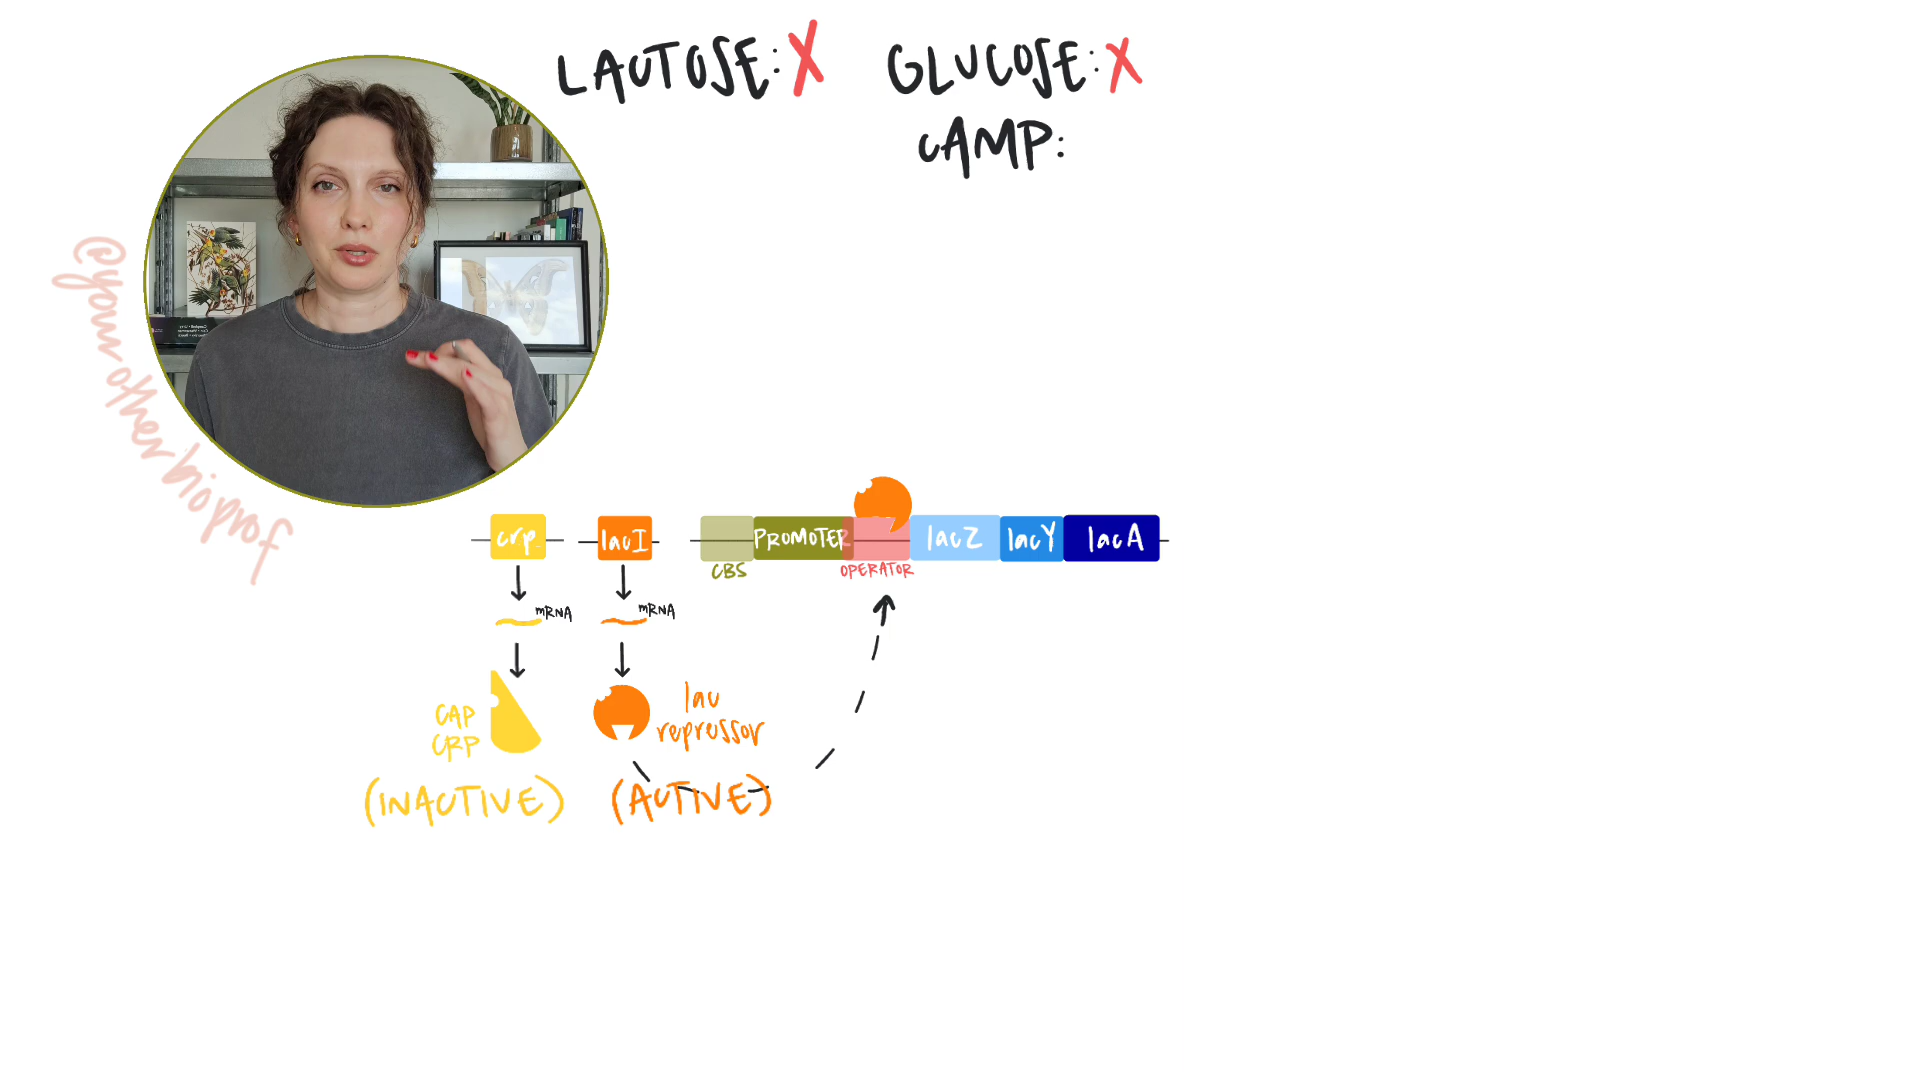 LACTOSE: X GLUCOSE: X
cAMP:
@yourotherbioprof
crp
lacI
PROMOTER
lacZ
lacY
lacA
CBS
OPERATOR
mRNA
mRNA
CAP
CRP
lac
repressor
(INACTIVE)
(ACTIVE)